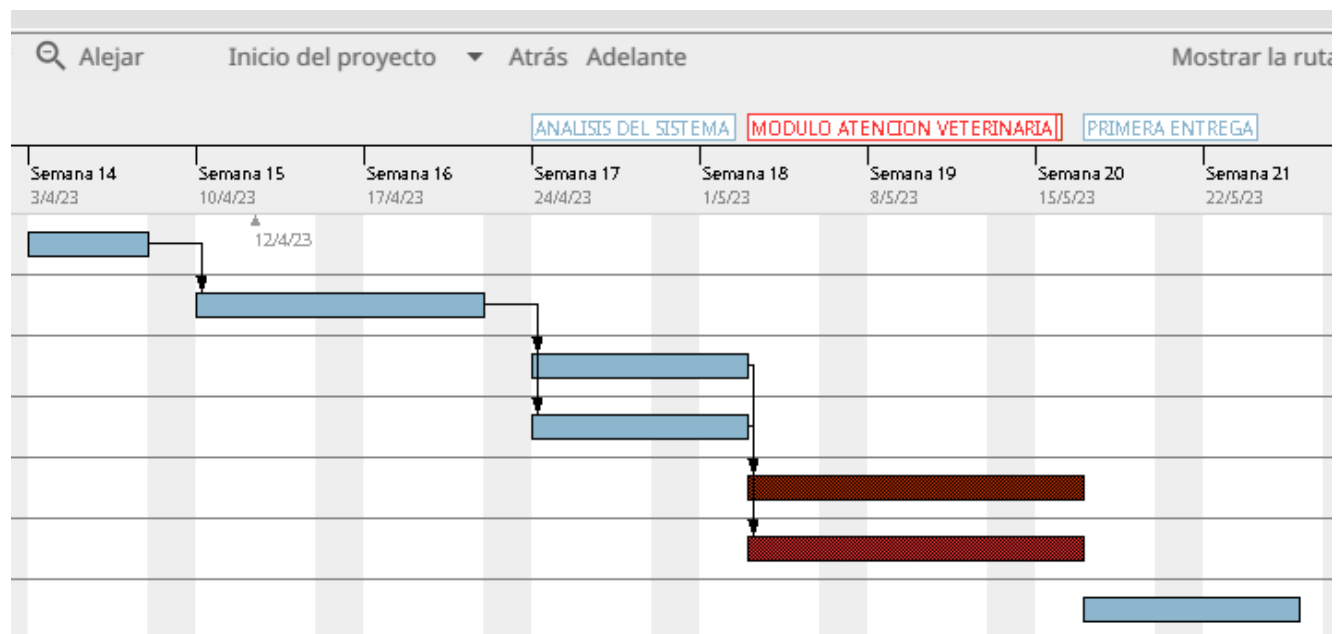 Alejar Inicio del proyecto Atrás Adelante Mostrar la ruta
ANALISIS DEL SISTEMA MODULO ATENCION VETERINARIA PRIMERA ENTREGA
Semana 14 Semana 15 Semana 16 Semana 17 Semana 18 Semana 19 Semana 20 Semana 21
3/4/23 10/4/23 17/4/23 24/4/23 1/5/23 8/5/23 15/5/23 22/5/23
12/4/23